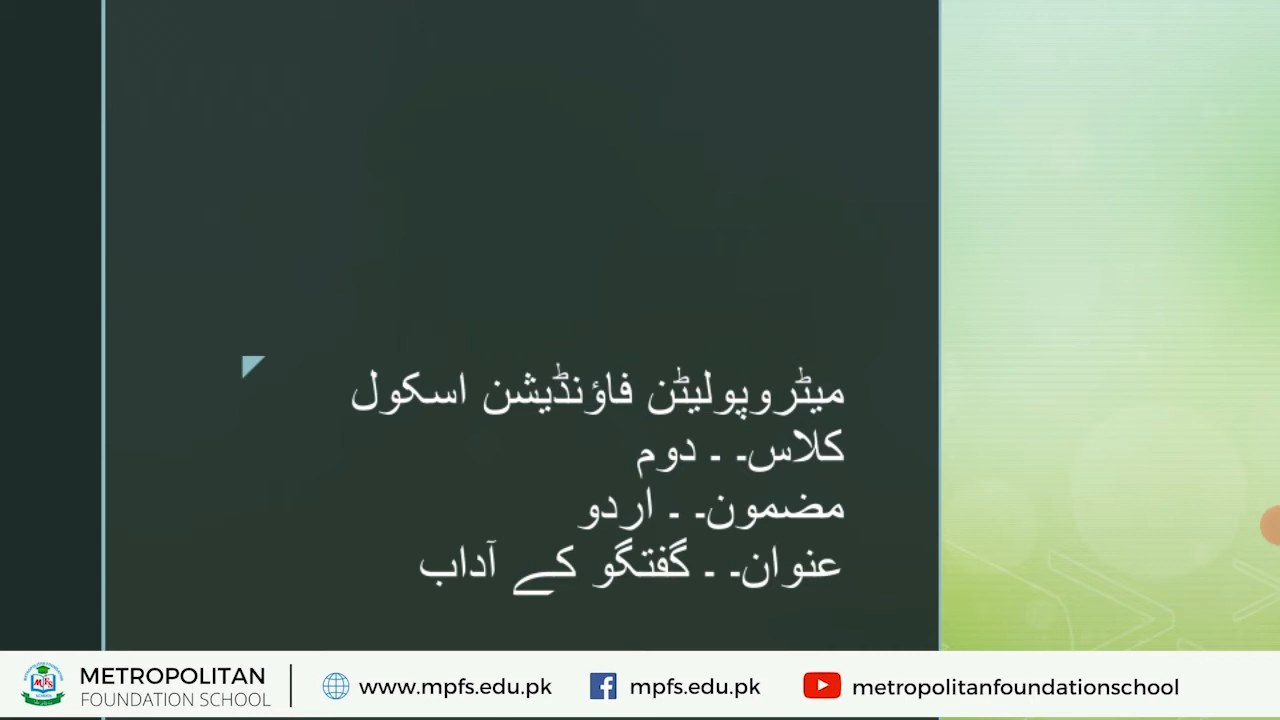 میٹروپولیٹن فاؤنڈیشن اسکول
کلاس۔ ۔ دوم
مضمون۔ ۔ اردو
عنوان۔ ۔ گفتگو کے آداب
METROPOLITAN
FOUNDATION SCHOOL
www.mpfs.edu.pk
mpfs.edu.pk
metropolitanfoundationschool